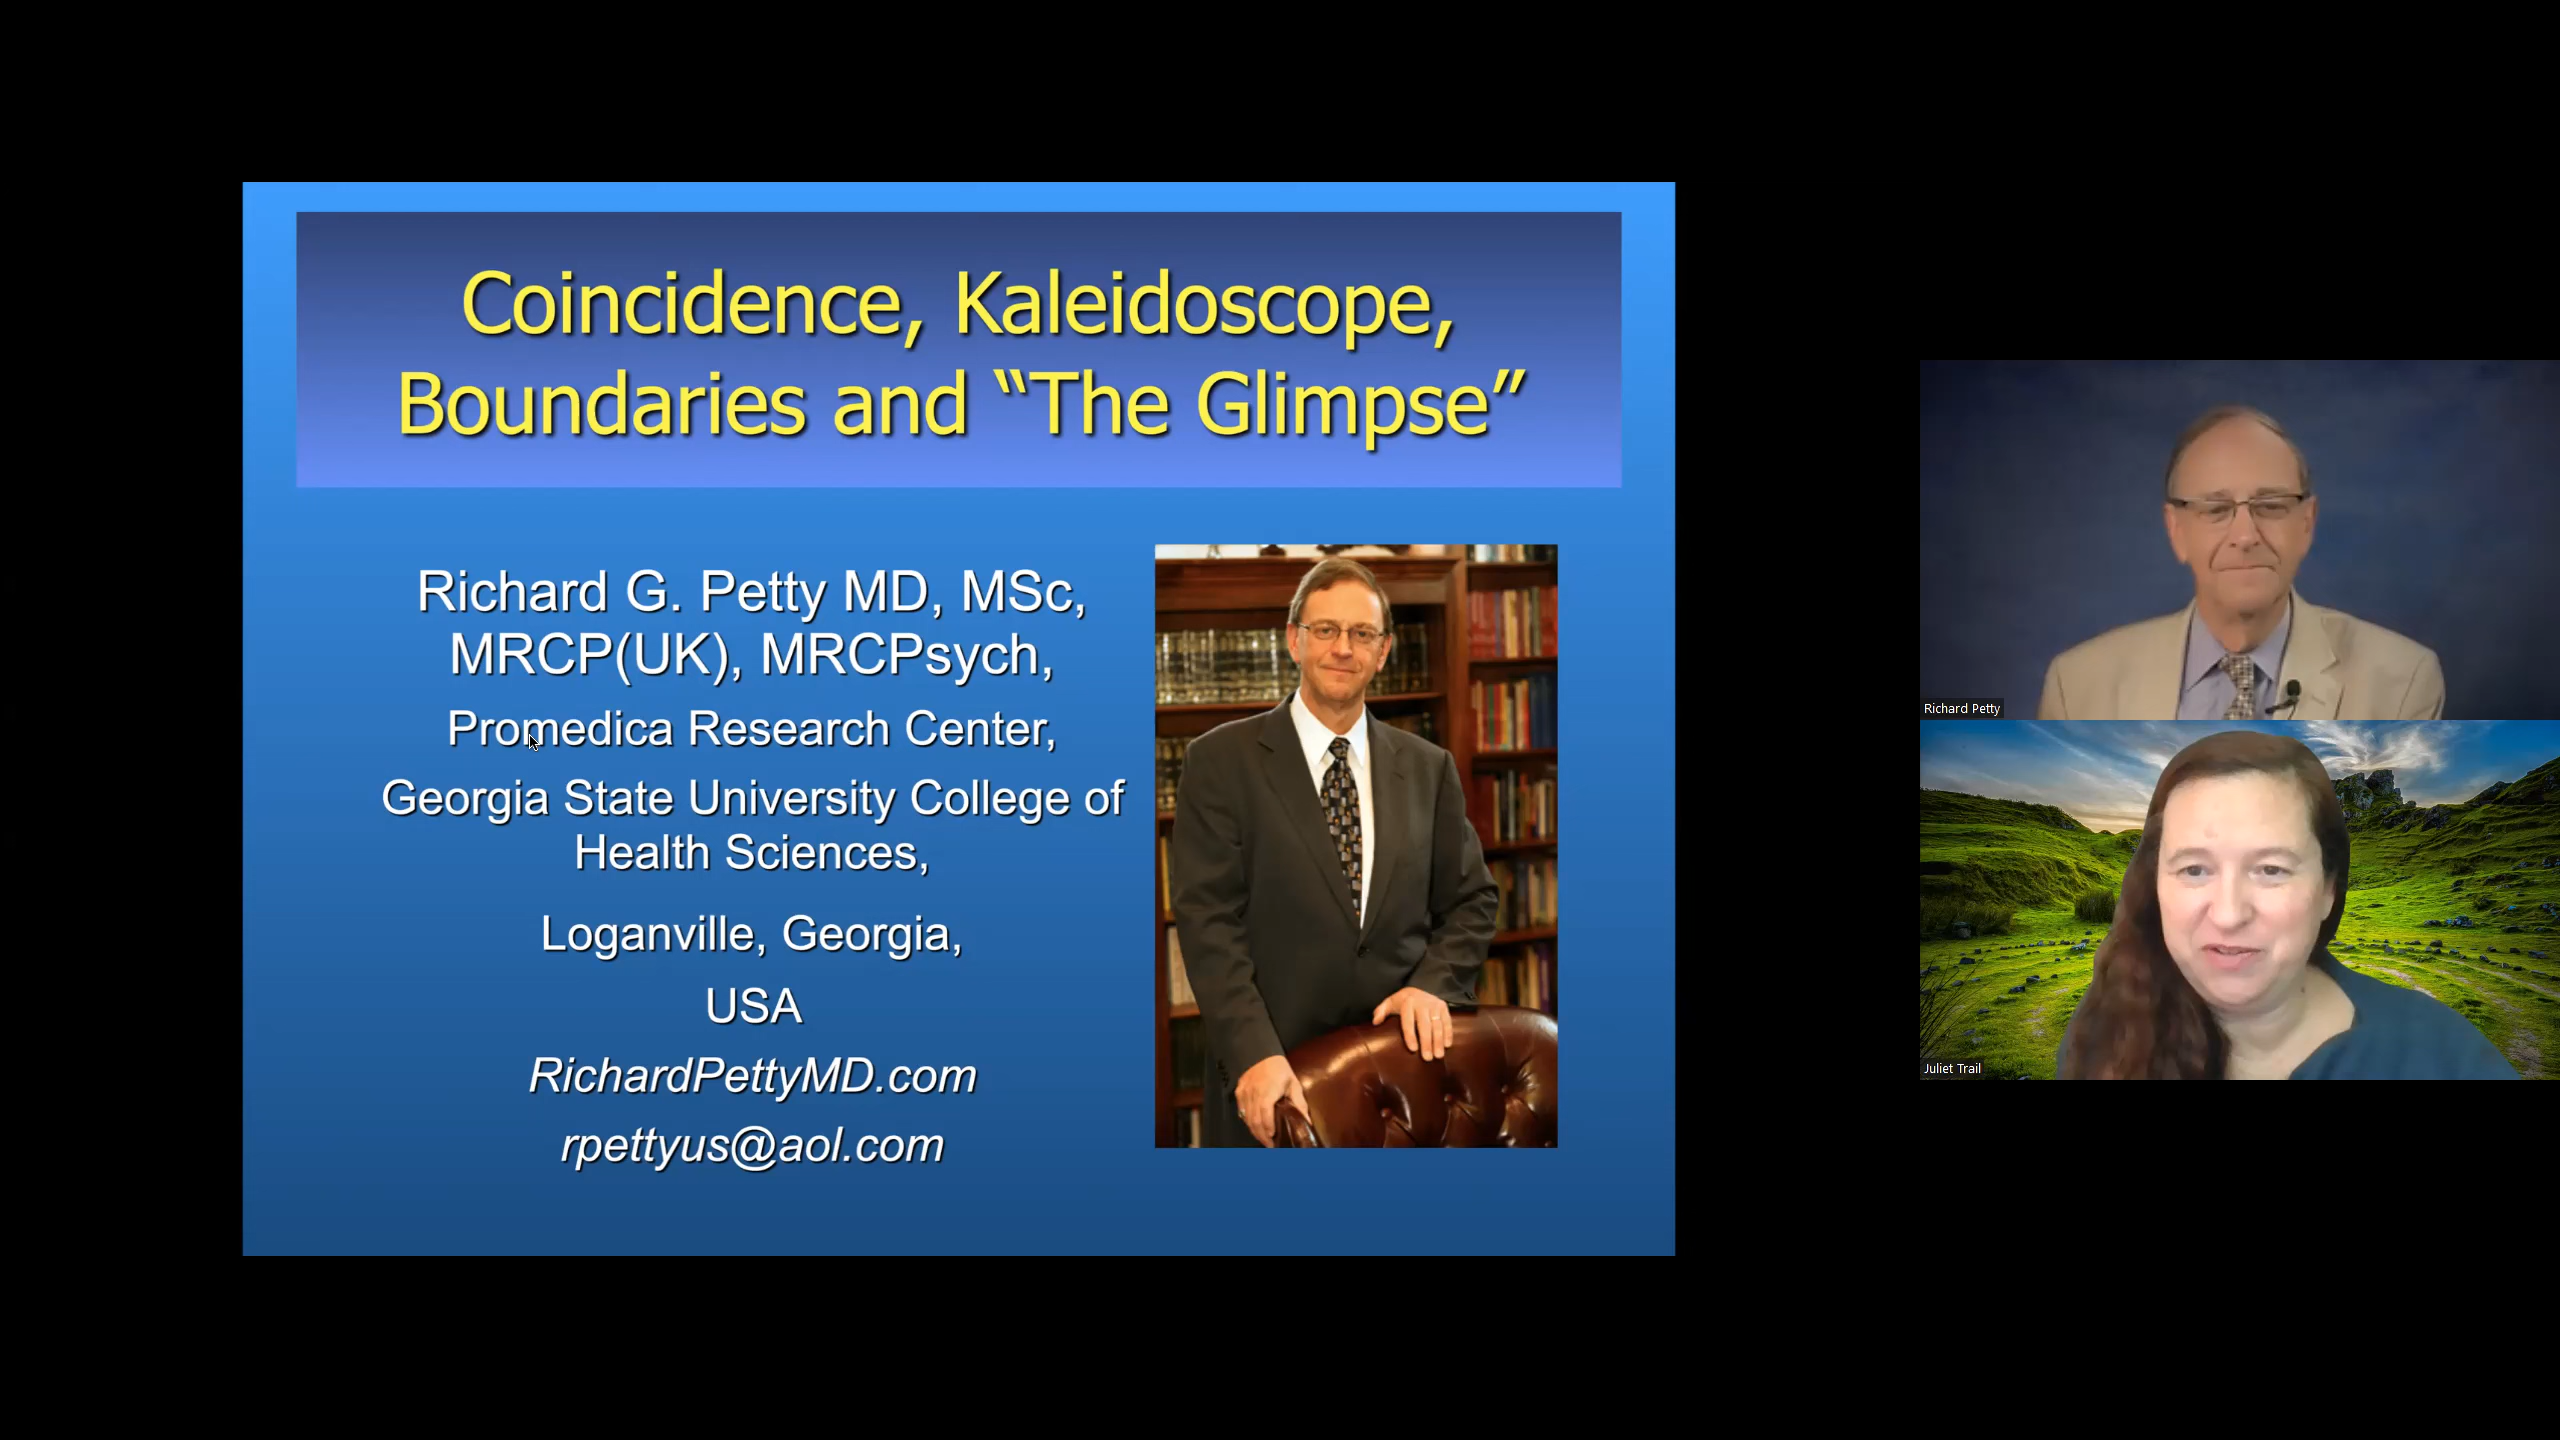 Coincidence, Kaleidoscope,
Boundaries and “The Glimpse”
Richard G. Petty MD, MSc,
MRCP(UK), MRCPsych,
Promedica Research Center,
Georgia State University College of
Health Sciences,
Loganville, Georgia,
USA
RichardPettyMD.com
rpettyus@aol.com
Richard Petty
Juliet Trail